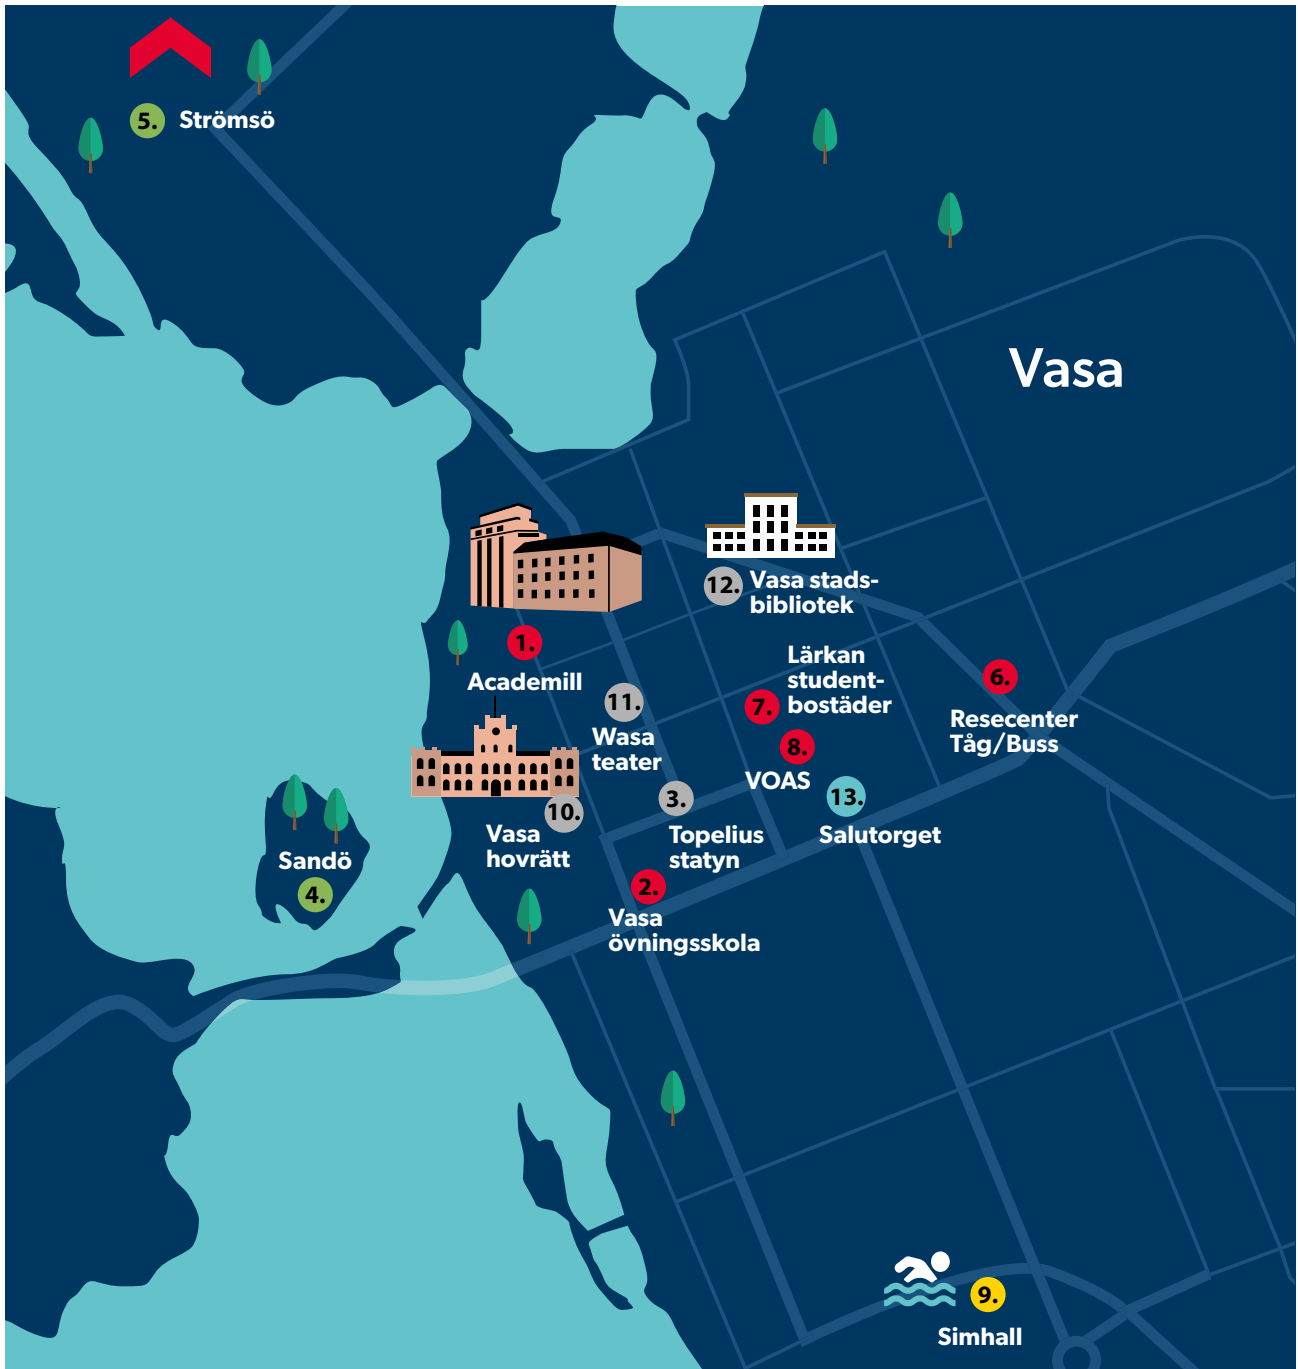 5. Strömsö
Vasa
12. Vasa stads-
bibliotek
1.
Academill
Lärkan
student-
7. bostäder
6.
Resecenter
Tåg/Buss
11.
Wasa
teater
8.
VOAS
13.
Salutorget
3.
Topelius
statyn
10.
Vasa
hovrätt
Sandö
4.
2.
Vasa
övningsskola
9.
Simhall